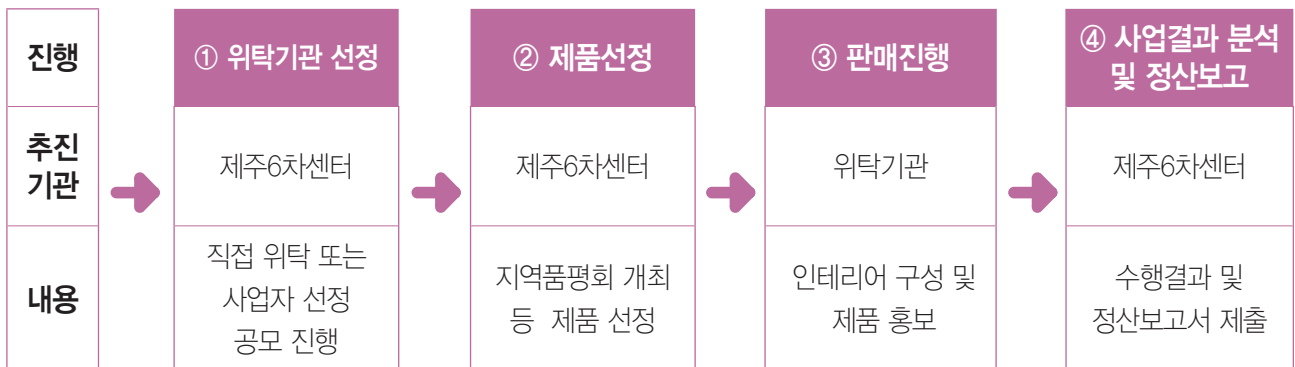 진행
① 위탁기관 선정
② 제품선정
③ 판매진행
④ 사업결과 분석
및 정산보고
추진
기관
제주6차센터
제주6차센터
위탁기관
제주6차센터
내용
직접 위탁 또는
사업자 선정
공모 진행
지역품평회 개최
등 제품 선정
인테리어 구성 및
제품 홍보
수행결과 및
정산보고서 제출